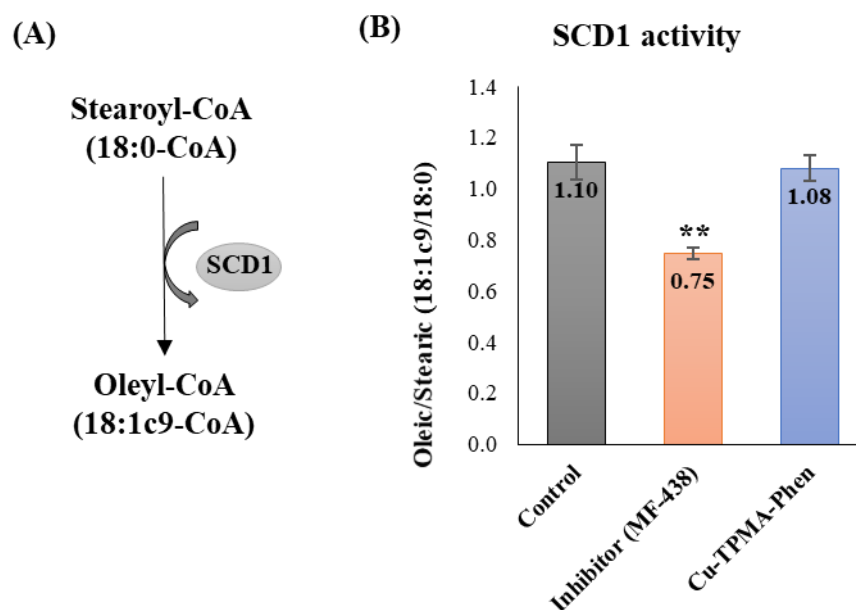 (A)
Stearoyl-CoA
(18:0-CoA)
SCD1
Oleyl-CoA
(18:1c9-CoA)
(B)
SCD1 activity
Oleic/Stearic (18:1c9/18:0)
1.4
1.2
1.0
0.8
0.6
0.4
0.2
0.0
1.10
**
0.75
1.08
Control
Inhibitor (MF-438)
Cu-TPMA-Phen